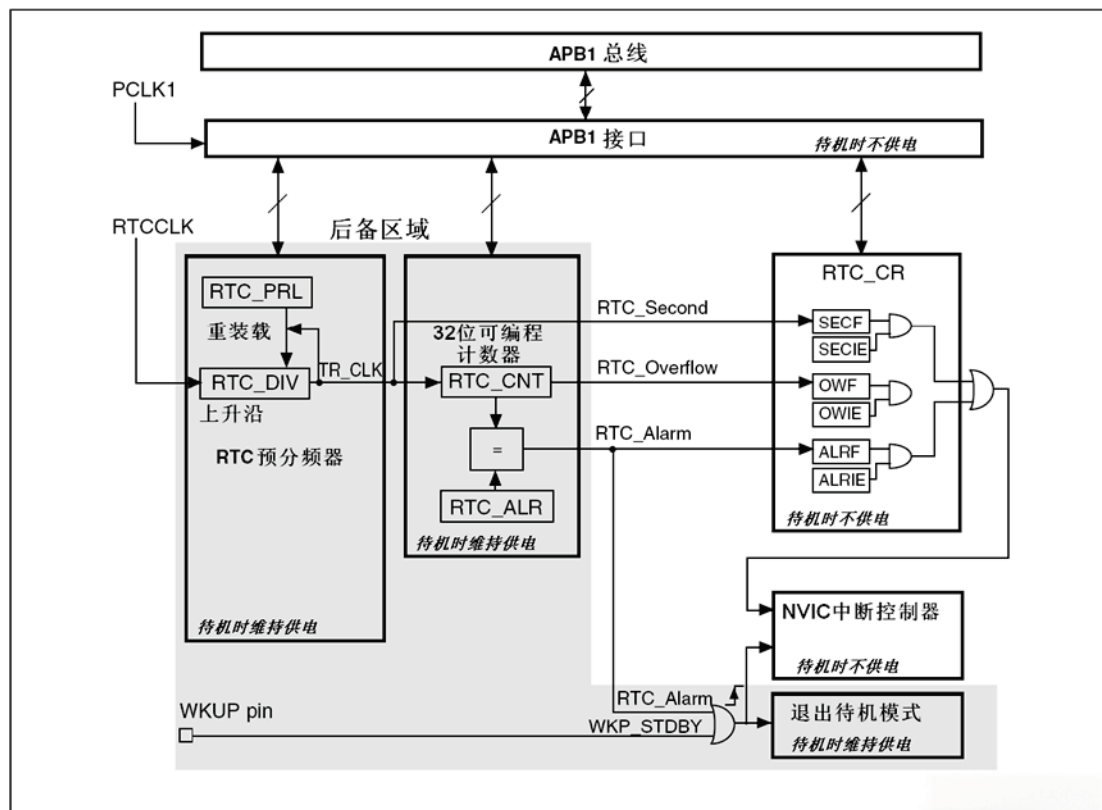 APB1 总线
PCLK1
APB1 接口
待机时不供电
RTCCLK
后备区域
RTC_PRL
重装载
RTC_DIV
TR_CLK
上升沿
RTC预分频器
待机时维持供电
32位可编程
计数器
RTC_CNT
=
RTC_ALR
待机时维持供电
RTC_Second
RTC_Overflow
RTC_Alarm
RTC_CR
SECF
SECIE
OWF
OWIE
ALRF
ALRIE
待机时不供电
NVIC中断控制器
待机时不供电
RTC_Alarm
WKUP pin
WKP_STDBY
退出待机模式
待机时维持供电